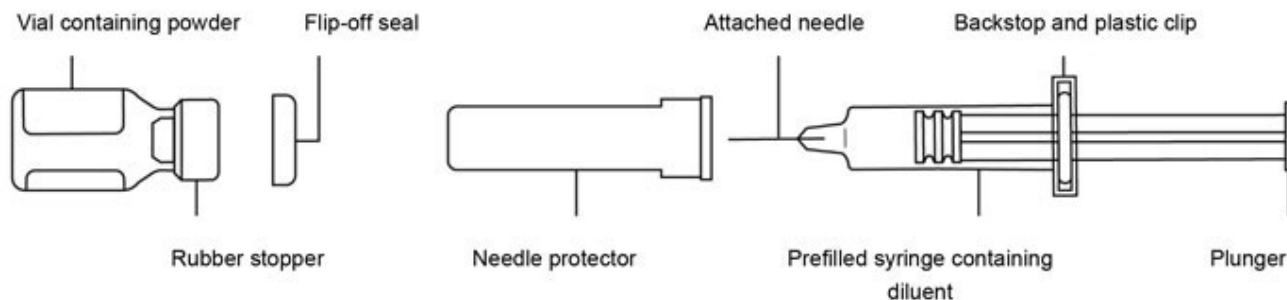 Vial containing powder
Flip-off seal
Attached needle
Backstop and plastic clip
Rubber stopper
Needle protector
Prefilled syringe containing
diluent
Plunger